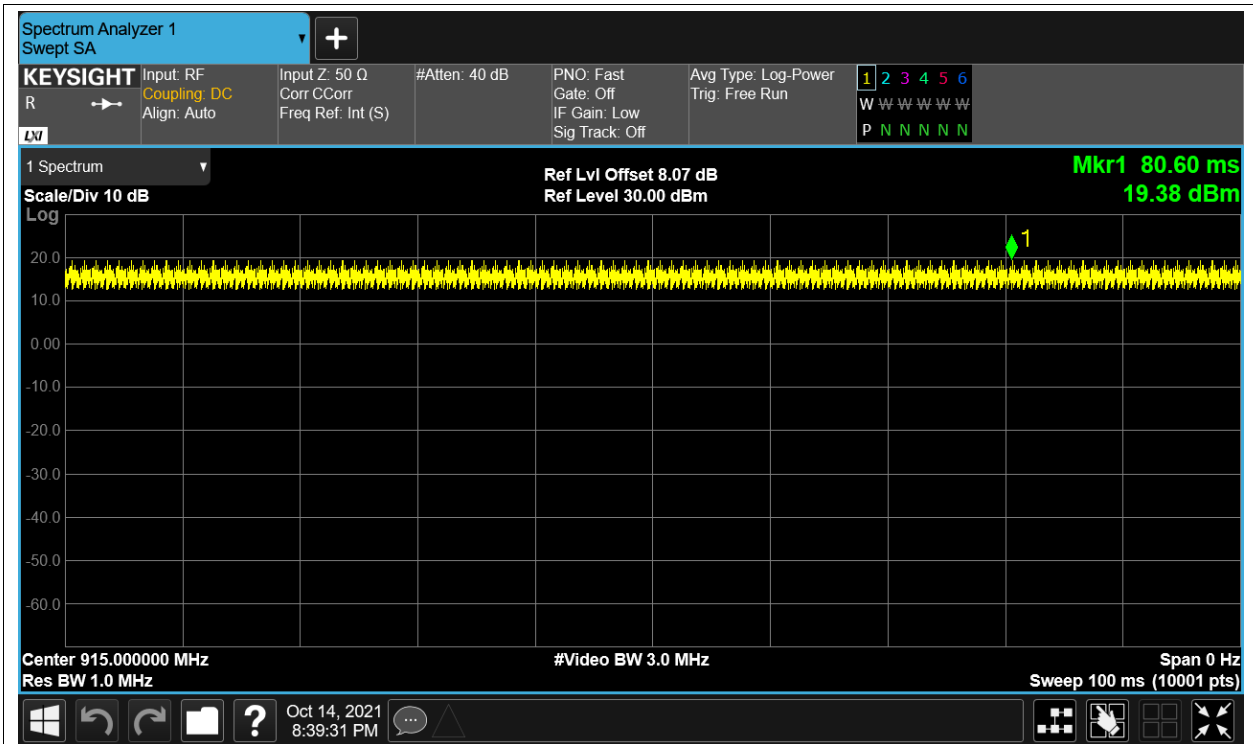 Spectrum Analyzer 1
Swept SA
+
KEYSIGHT
R
LXI
Input: RF
Coupling: DC
Align: Auto
Input Z: 50 Ω
Corr CCorr
Freq Ref: Int (S)
#Atten: 40 dB
PNO: Fast
Gate: Off
IF Gain: Low
Sig Track: Off
Avg Type: Log-Power
Trig: Free Run
1 2 3 4 5 6
W W W W W W
P N N N N N
1 Spectrum
Scale/Div 10 dB
Log
Ref Lvl Offset 8.07 dB
Ref Level 30.00 dBm
Mkr1 80.60 ms
19.38 dBm
1
20.0
10.0
0.00
-10.0
-20.0
-30.0
-40.0
-50.0
-60.0
Center 915.000000 MHz
Res BW 1.0 MHz
#Video BW 3.0 MHz
Span 0 Hz
Sweep 100 ms (10001 pts)
?
Oct 14, 2021
8:39:31 PM